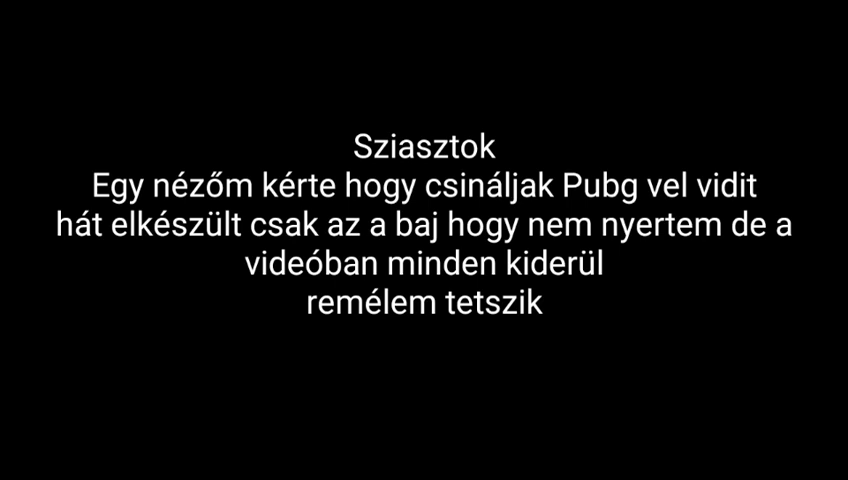 Sziasztok
Egy nézőm kérte hogy csináljak Pubg vel vidit
hát elkészült csak az a baj hogy nem nyertem de a
videóban minden kiderül
remélem tetszik